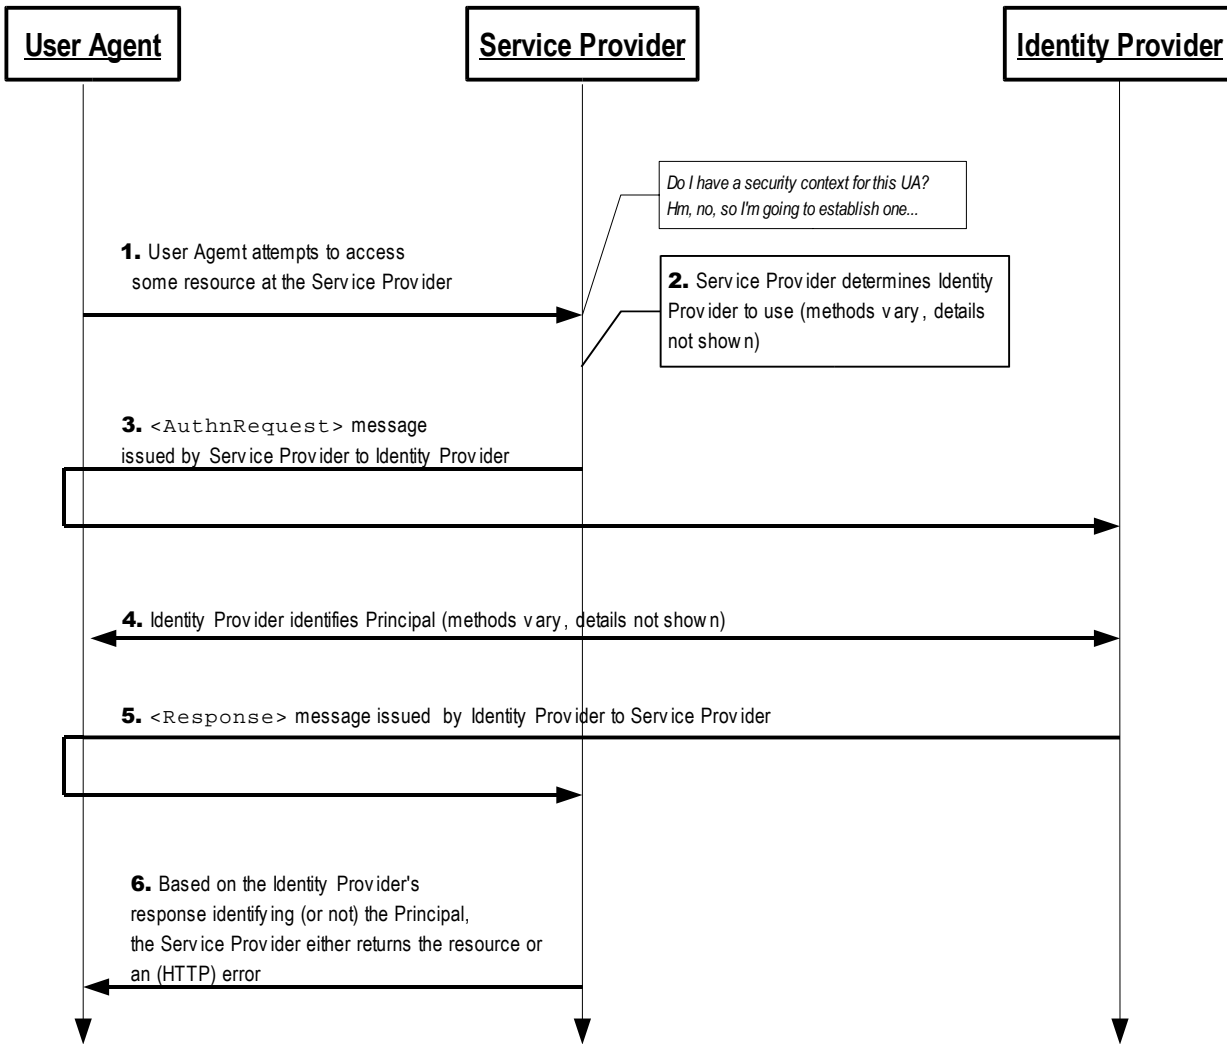 User Agent
Service Provider
Identity Provider
Do I have a security context for this UA?
Hm, no, so I'm going to establish one...
1. User Agemt attempts to access
some resource at the Service Provider
2. Service Provider determines Identity
Provider to use (methods vary, details
not shown)
3. <AuthnRequest> message
issued by Service Provider to Identity Provider
4. Identity Provider identifies Principal (methods vary, details not shown)
5. <Response> message issued by Identity Provider to Service Provider
6. Based on the Identity Provider's
response identifying (or not) the Principal,
the Service Provider either returns the resource or
an (HTTP) error